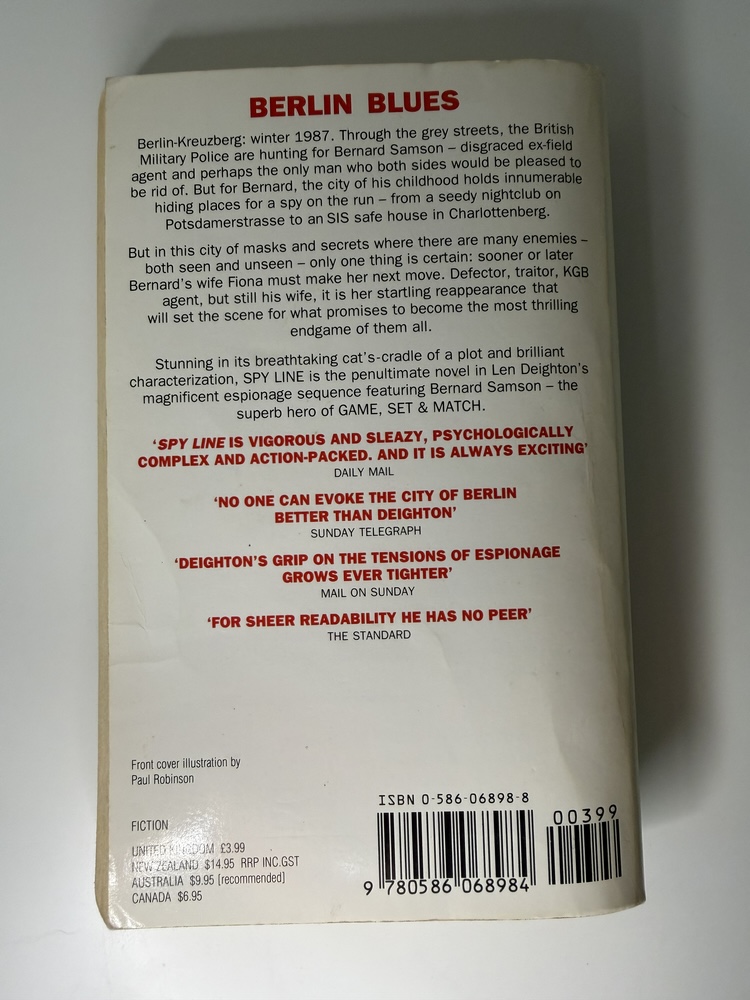 BERLIN BLUES
Berlin-Kreuzberg: winter 1987. Through the grey streets, the British
Military Police are hunting for Bernard Samson – disgraced ex-field
agent and perhaps the only man who both sides would be pleased to
be rid of. But for Bernard, the city of his childhood holds innumerable
hiding places for a spy on the run – from a seedy nightclub on
Potsdamerstrasse to an SIS safe house in Charlottenberg.
But in this city of masks and secrets where there are many enemies –
both seen and unseen – only one thing is certain: sooner or later
Bernard's wife Fiona must make her next move. Defector, traitor, KGB
agent, but still his wife, it is her startling reappearance that
will set the scene for what promises to become the most thrilling
endgame of them all.
Stunning in its breathtaking cat's-cradle of a plot and brilliant
characterization, SPY LINE is the penultimate novel in Len Deighton's
magnificent espionage sequence featuring Bernard Samson – the
superb hero of GAME, SET & MATCH.
‘SPY LINE IS VIGOROUS AND SLEAZY, PSYCHOLOGICALLY
COMPLEX AND ACTION-PACKED. AND IT IS ALWAYS EXCITING’
DAILY MAIL
‘NO ONE CAN EVOKE THE CITY OF BERLIN
BETTER THAN DEIGHTON’
SUNDAY TELEGRAPH
‘DEIGHTON'S GRIP ON THE TENSIONS OF ESPIONAGE
GROWS EVER TIGHTER’
MAIL ON SUNDAY
‘FOR SHEER READABILITY HE HAS NO PEER’
THE STANDARD
Front cover illustration by
Paul Robinson
FICTION
UNITED KINGDOM £3.99
NEW ZEALAND $14.95 RRP INC.GST
AUSTRALIA $9.95 [recommended]
CANADA $6.95
ISBN 0-586-06898-8
00399
9 780586 068984